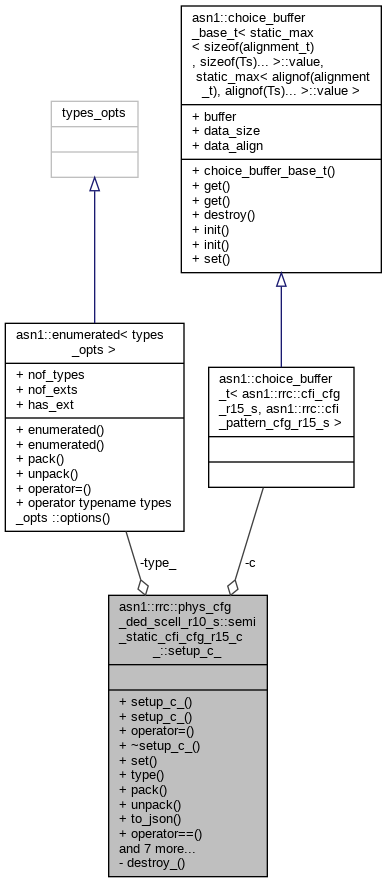 asn1::choice_buffer
_base_t< static_max
< sizeof(alignment_t)
, sizeof(Ts)... >::value,
static_max< alignof(alignment
_t), alignof(Ts)... >::value >
+ buffer
+ data_size
+ data_align
+ choice_buffer_base_t()
+ get()
+ get()
+ destroy()
+ init()
+ init()
+ set()
types_opts
asn1::enumerated< types
_opts >
+ nof_types
+ nof_exts
+ has_ext
+ enumerated()
+ enumerated()
+ pack()
+ unpack()
+ operator=()
+ operator typename types
_opts ::options()
asn1::choice_buffer
_t< asn1::rrc::cfi_cfg
_r15_s, asn1::rrc::cfi
_pattern_cfg_r15_s >
-type_
-c
asn1::rrc::phys_cfg
_ded_scell_r10_s::semi
_static_cfi_cfg_r15_c
_::setup_c_
+ setup_c_()
+ setup_c_()
+ operator=()
+ ~setup_c_()
+ set()
+ type()
+ pack()
+ unpack()
+ to_json()
+ operator==()
and 7 more...
- destroy_()